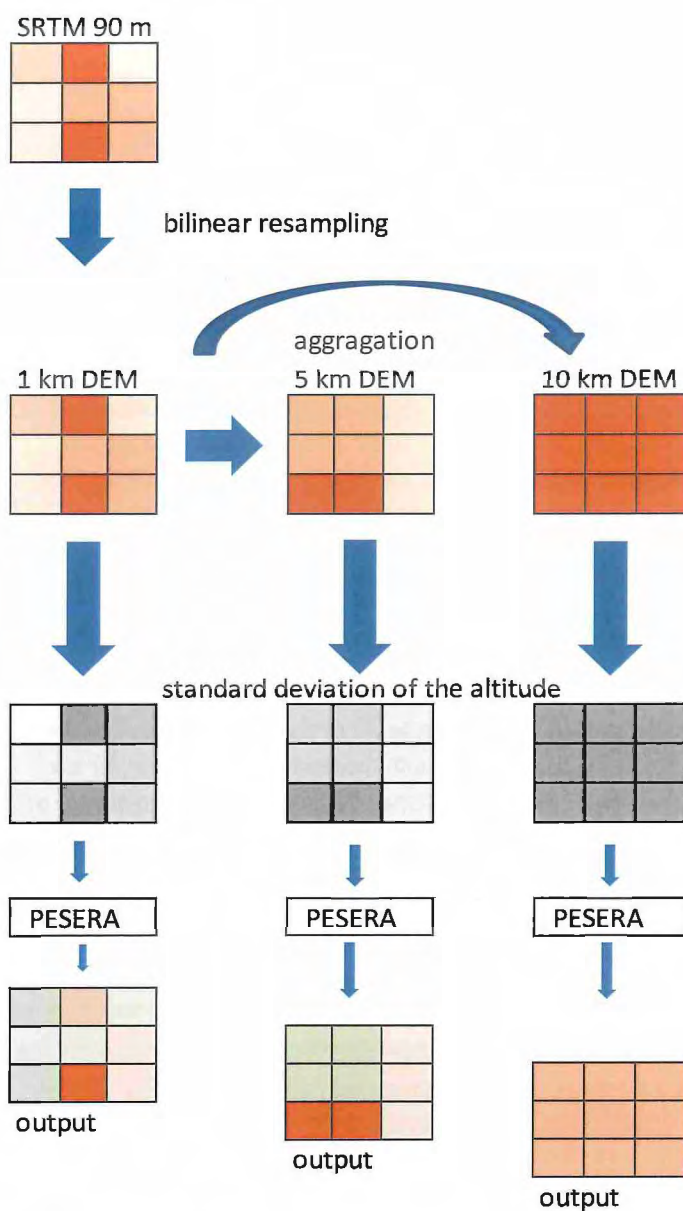 SRTM 90 m
bilinear resampling
aggragation
1 km DEM
5 km DEM
10 km DEM
standard deviation of the altitude
PESERA
PESERA
PESERA
output
output
output